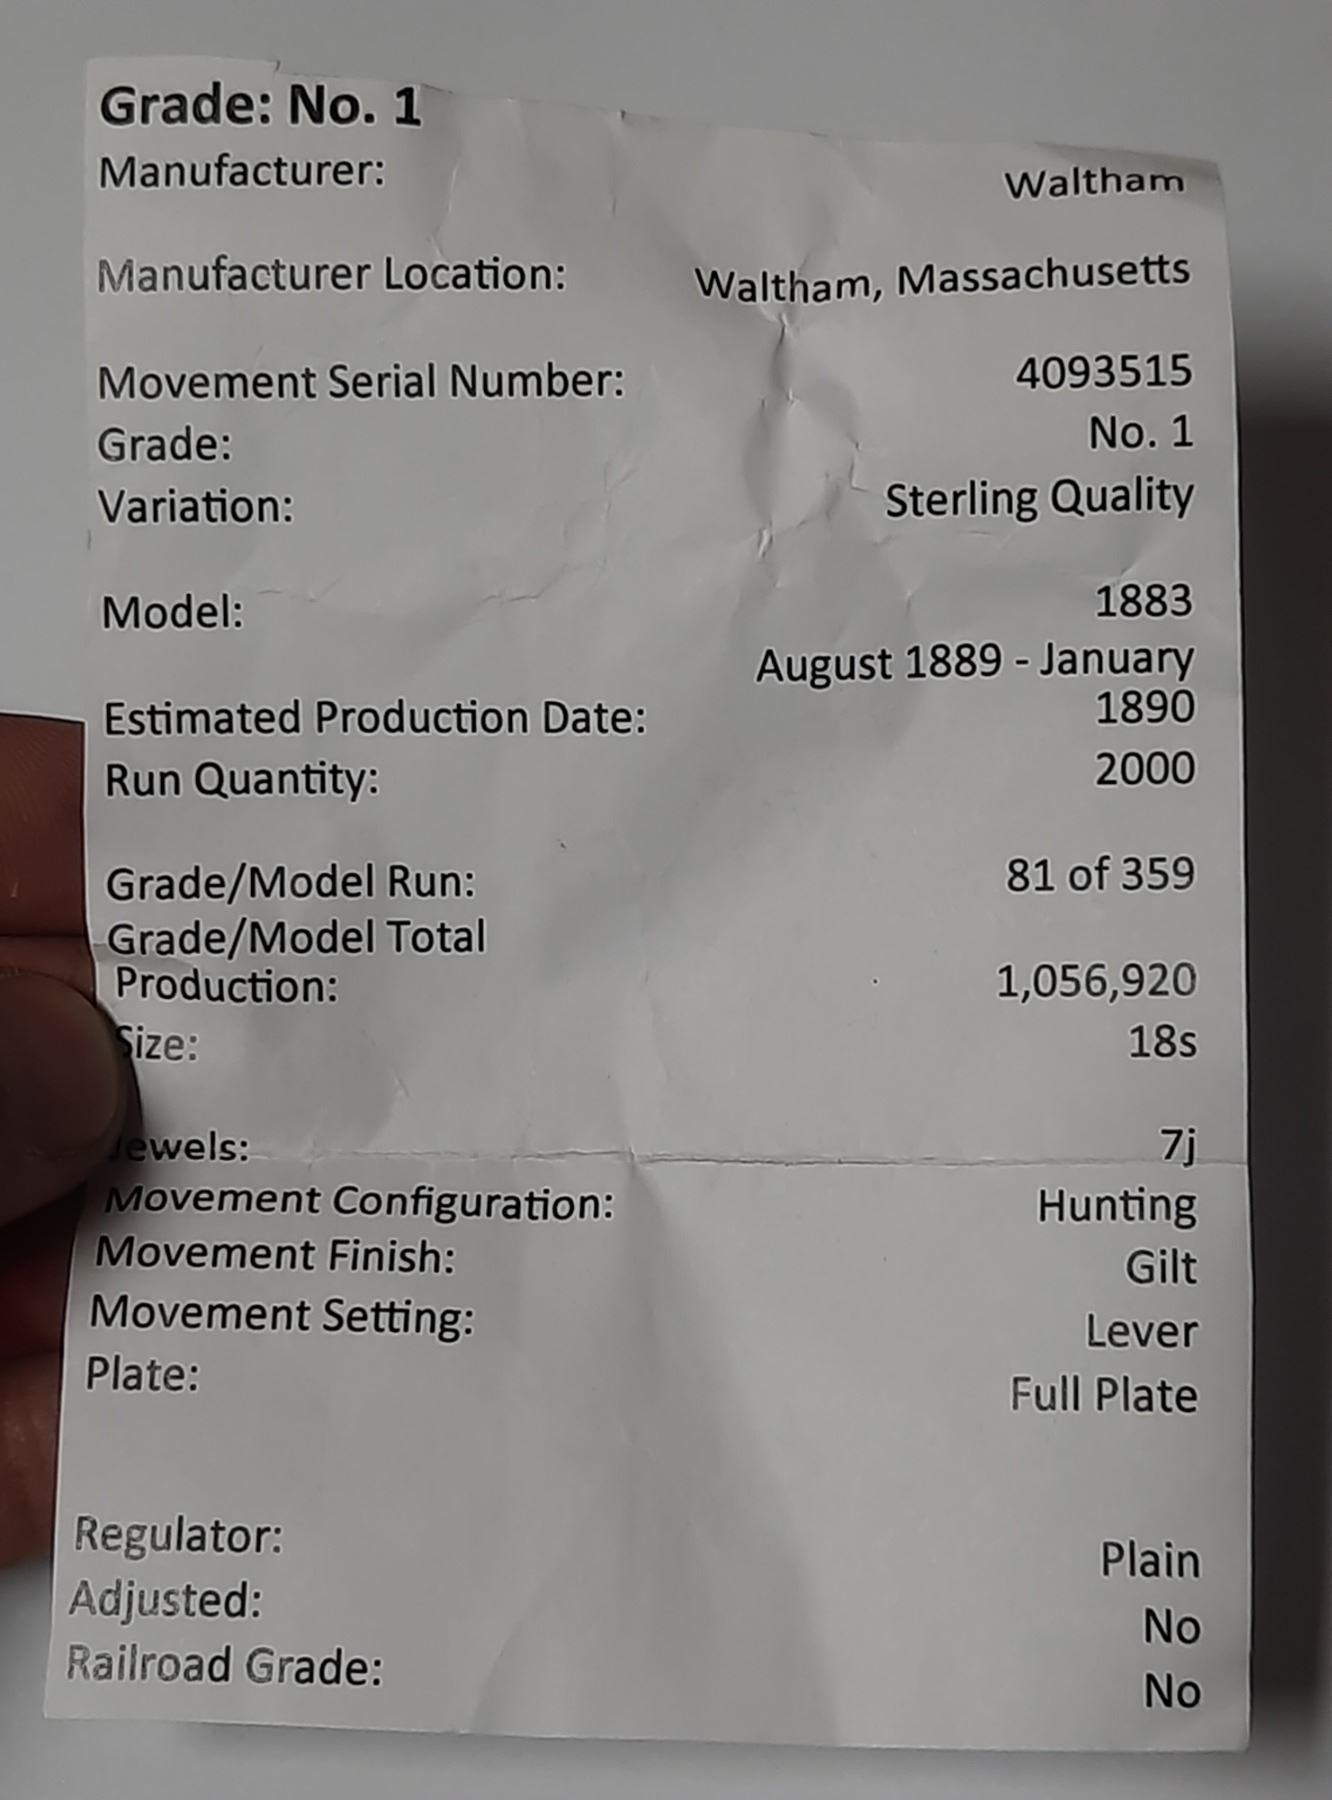 Grade: No. 1
Manufacturer: Waltham
Manufacturer Location: Waltham, Massachusetts
Movement Serial Number: 4093515
Grade: No. 1
Variation: Sterling Quality
Model: 1883
August 1889 - January
Estimated Production Date: 1890
Run Quantity: 2000
Grade/Model Run: 81 of 359
Grade/Model Total
Production: 1,056,920
Size: 18s
Jewels: 7j
Movement Configuration: Hunting
Movement Finish: Gilt
Movement Setting: Lever
Plate: Full Plate
Regulator: Plain
Adjusted: No
Railroad Grade: No